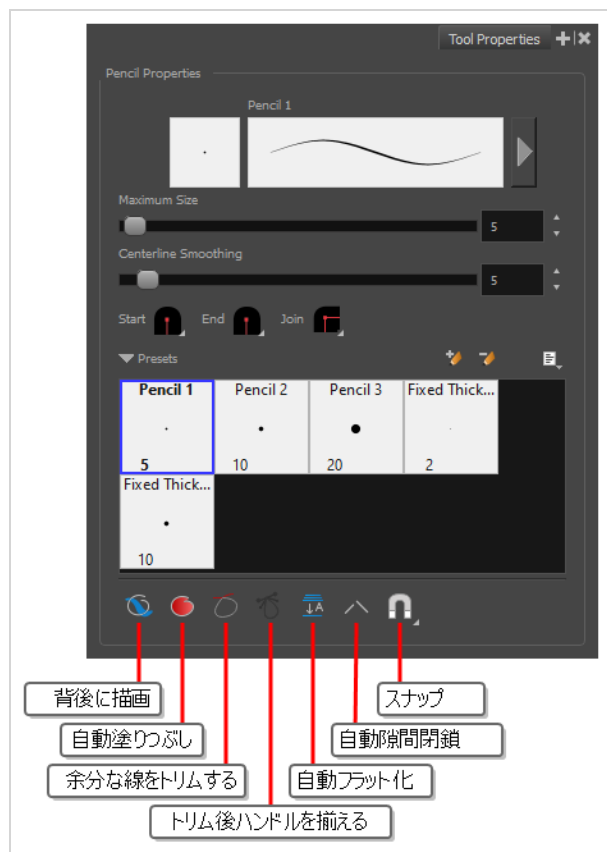 Tool Properties
Pencil Properties
Pencil 1
Maximum Size
5
Centerline Smoothing
5
Start End Join
Presets
Pencil 1 Pencil 2 Pencil 3 Fixed Thick...
5 10 20 2
Fixed Thick...
10
背後に描画
スナップ
自動塗りつぶし
自動隙間閉鎖
余分な線をトリムする
自動フラット化
トリム後ハンドルを揃える